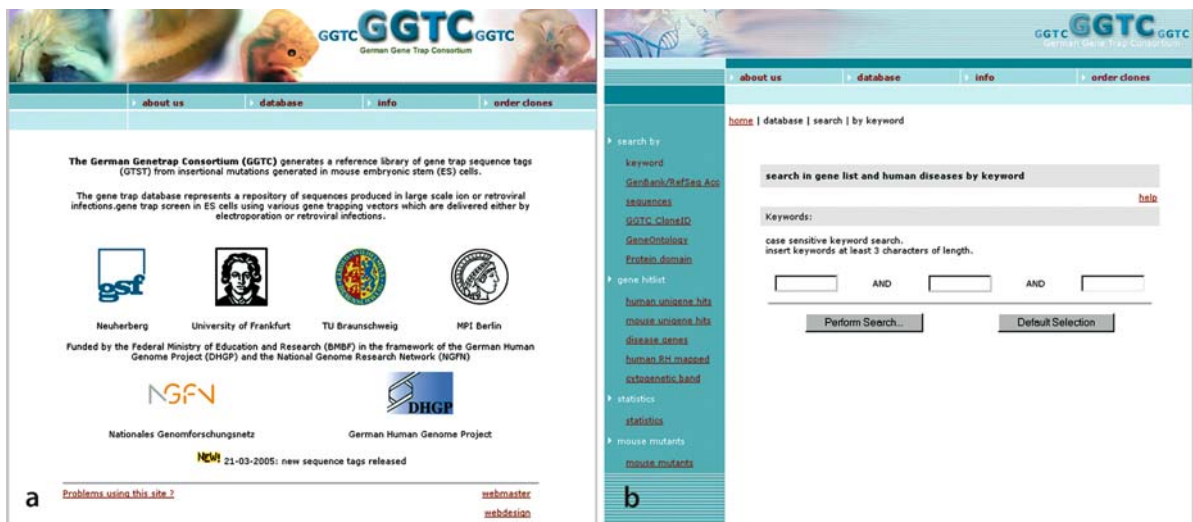 GGTC GGTC GGTC
German Gene Trap Consortium
about us database info order clones
The German Genetrap Consortium (GGTC) generates a reference library of gene trap sequence tags
(GTST) from insertional mutations generated in mouse embryonic stem (ES) cells.
The gene trap database represents a repository of sequences produced in large scale ion or retroviral
infections.gene trap screen in ES cells using various gene trapping vectors which are delivered either by
electroporation or retroviral infections.
gsf
Neuherberg University of Frankfurt TU Braunschweig MPI Berlin
Funded by the Federal Ministry of Education and Research (BMBF) in the framework of the German Human
Genome Project (DHGP) and the National Genome Research Network (NGFN)
NGFN DHGP
Nationales Genomforschungsnetz German Human Genome Project
NEW! 21-03-2005: new sequence tags released
a
Problems using this site ? webmaster
webdesign
GGTC GGTC GGTC
German Gene Trap Consortium
about us database info order clones
home | database | search | by keyword
search by
keyword
GenBank/RefSeq Acc
sequences
GGTC CloneID
GeneOntology
Protein domain
gene hitlist
human unigene hits
mouse unigene hits
disease genes
human RH mapped
cytogenetic band
statistics
statistics
mouse mutants
mouse mutants
b
search in gene list and human diseases by keyword
help
Keywords:
case sensitive keyword search.
insert keywords at least 3 characters of length.
AND AND
Perform Search... Default Selection